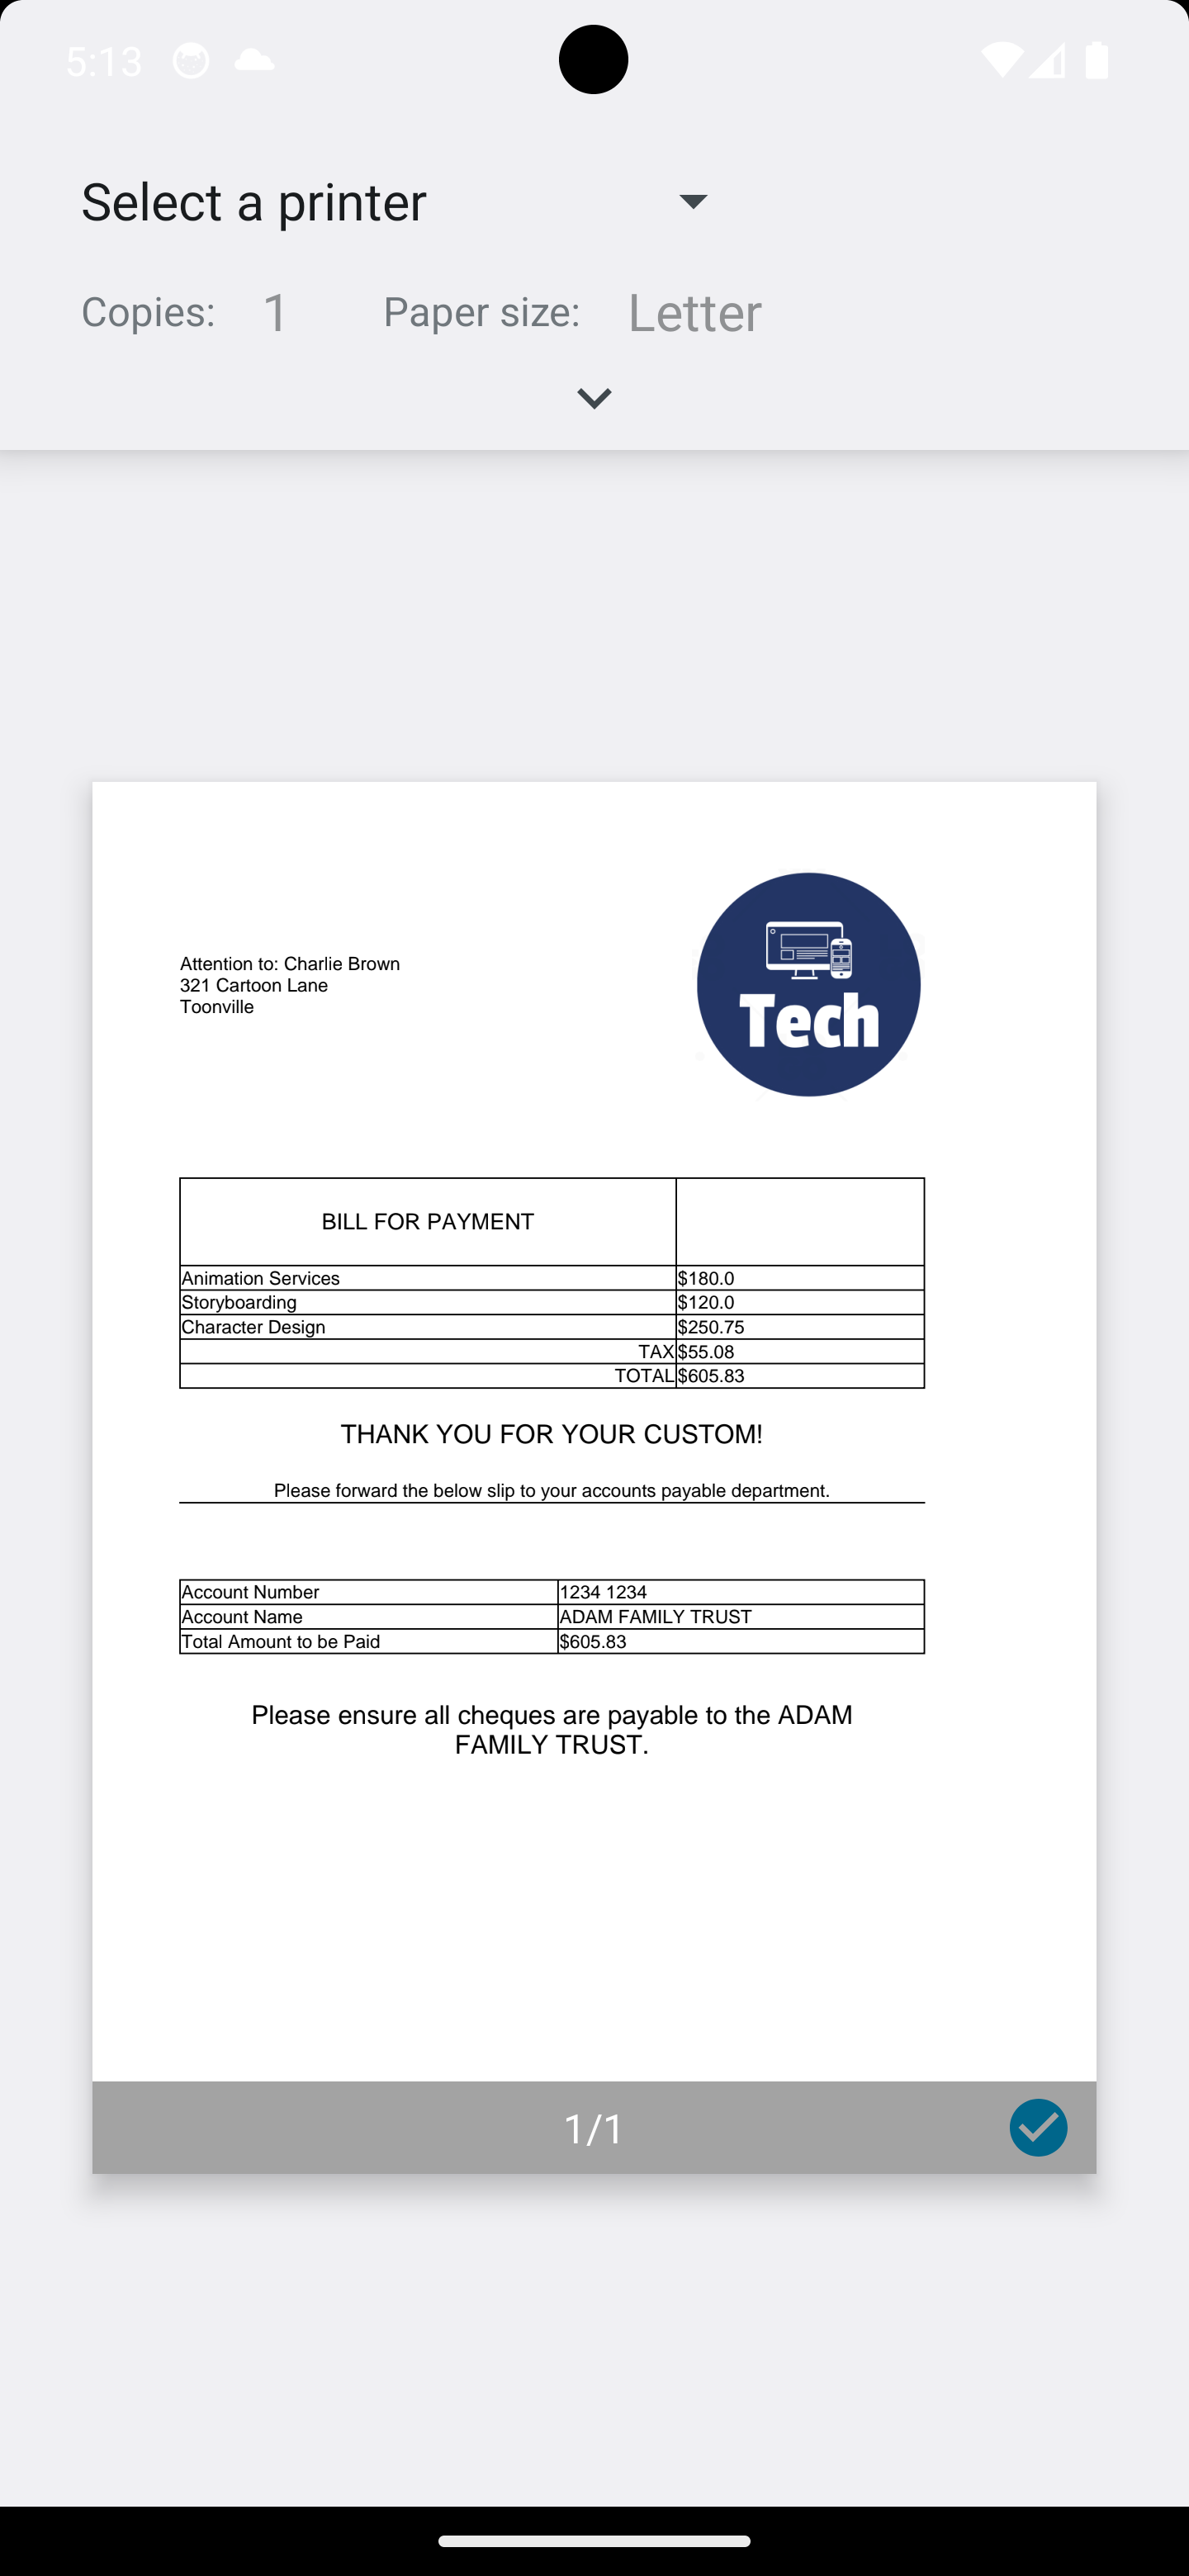 5:13
Select a printer
Copies: 1 Paper size: Letter
Attention to: Charlie Brown
321 Cartoon Lane
Toonville
Tech
BILL FOR PAYMENT
Animation Services $180.0
Storyboarding $120.0
Character Design $250.75
TAX $55.08
TOTAL $605.83
THANK YOU FOR YOUR CUSTOM!
Please forward the below slip to your accounts payable department.
Account Number 1234 1234
Account Name ADAM FAMILY TRUST
Total Amount to be Paid $605.83
Please ensure all cheques are payable to the ADAM
FAMILY TRUST.
1/1